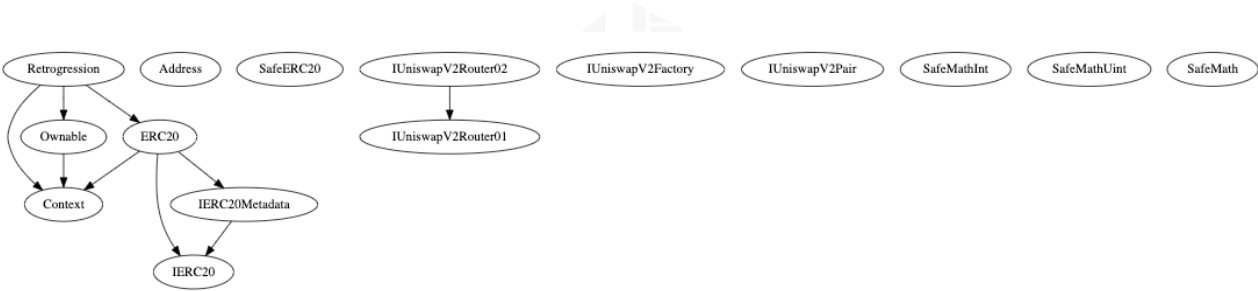 Retrogression
Address
SafeERC20
IUniswapV2Router02
IUniswapV2Factory
IUniswapV2Pair
SafeMathInt
SafeMathUint
SafeMath
Ownable
ERC20
IUniswapV2Router01
Context
IERC20Metadata
IERC20